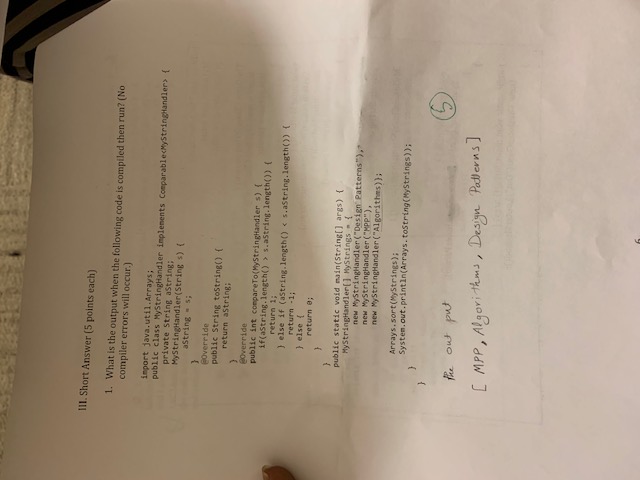 III. Short Answer (5 points each)
1. What is the output when the following code is compiled then run? (No
compiler errors will occur.)
import java.util.Arrays;
public class MyStringHandler implements Comparable<MyStringHandler> {
private String aString;
MyStringHandler(String s) {
aString = s;
}
@Override
public String toString() {
return aString;
}
@Override
public int compareTo(MyStringHandler s) {
if(aString.length() > s.aString.length()) {
return 1;
} else if (aString.length() < s.aString.length()) {
return -1;
} else {
return 0;
}
}
public static void main(String[] args) {
MyStringHandler[] MyStrings = {
new MyStringHandler("Design Patterns"),
new MyStringHandler("MPP"),
new MyStringHandler("Algorithms)};
Arrays.sort(MyStrings);
System.out.println(Arrays.toString(MyStrings));
}
}
The out put
5
[ MPP, Algorithms, Design Patterns]
6